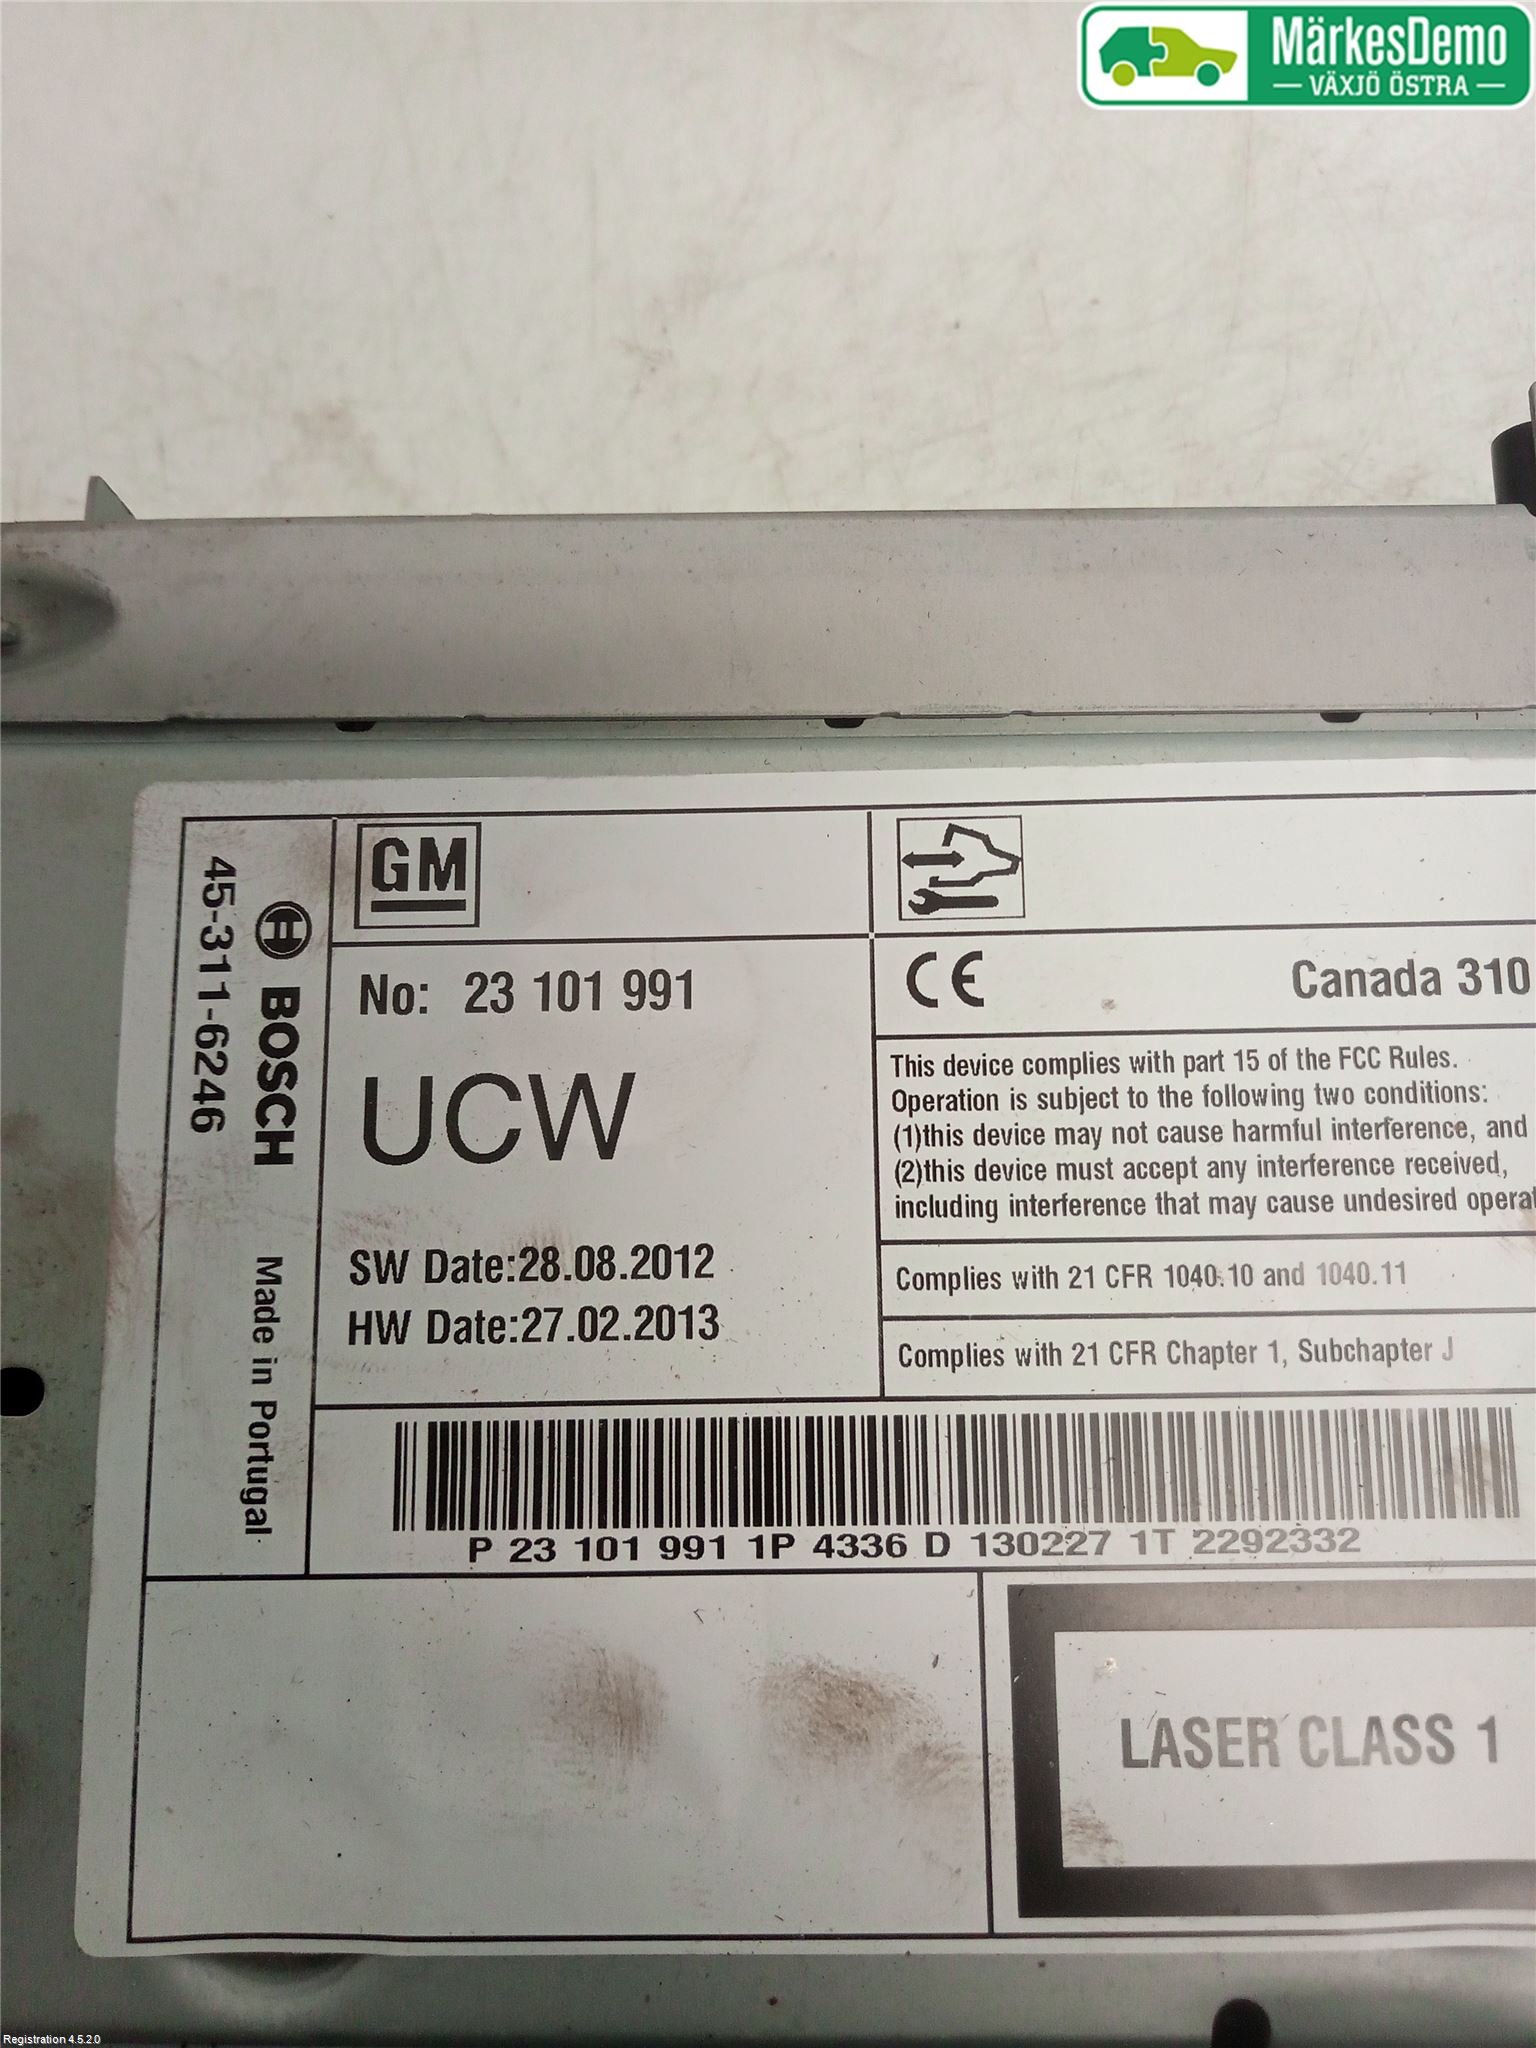 MärkesDemo
VÄXJÖ ÖSTRA
GM
No: 23 101 991
UCW
SW Date:28.08.2012
HW Date:27.02.2013
45-311-6246
BOSCH
Made in Portugal
CE
Canada 310
This device complies with part 15 of the FCC Rules.
Operation is subject to the following two conditions:
(1)this device may not cause harmful interference, and
(2)this device must accept any interference received,
including interference that may cause undesired operat
Complies with 21 CFR 1040.10 and 1040.11
Complies with 21 CFR Chapter 1, Subchapter J
P 23 101 991 1P 4336 D 130227 1T 2292332
LASER CLASS 1
Registration 4.5.2.0